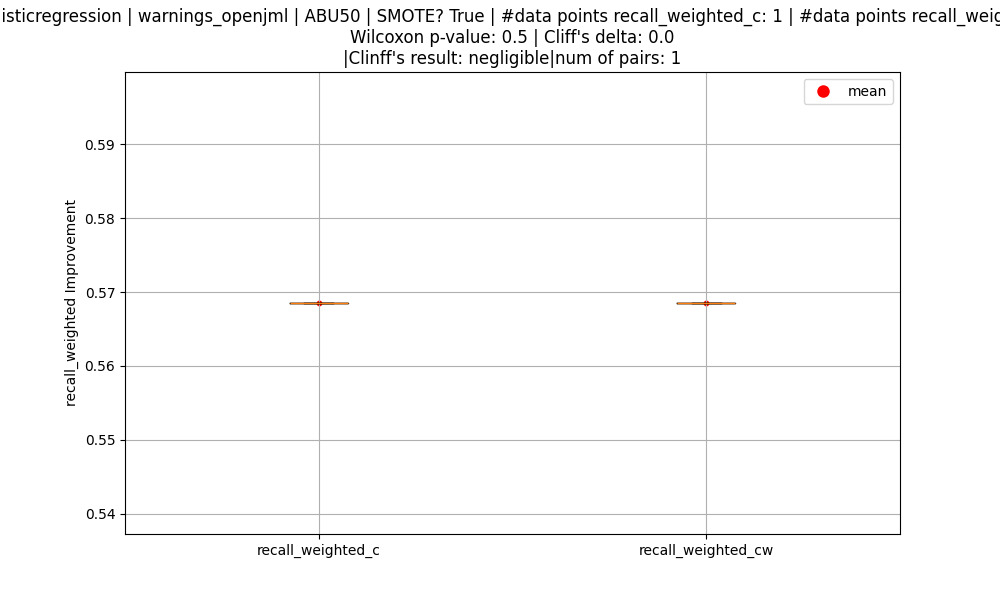 isticregression | warnings_openjml | ABU50 | SMOTE? True | #data points recall_weighted_c: 1 | #data points recall_weig
Wilcoxon p-value: 0.5 | Cliff's delta: 0.0
|Clinff's result: negligible|num of pairs: 1
mean
0.59
0.58
0.57
0.56
0.55
0.54
recall_weighted Improvement
recall_weighted_c
recall_weighted_cw